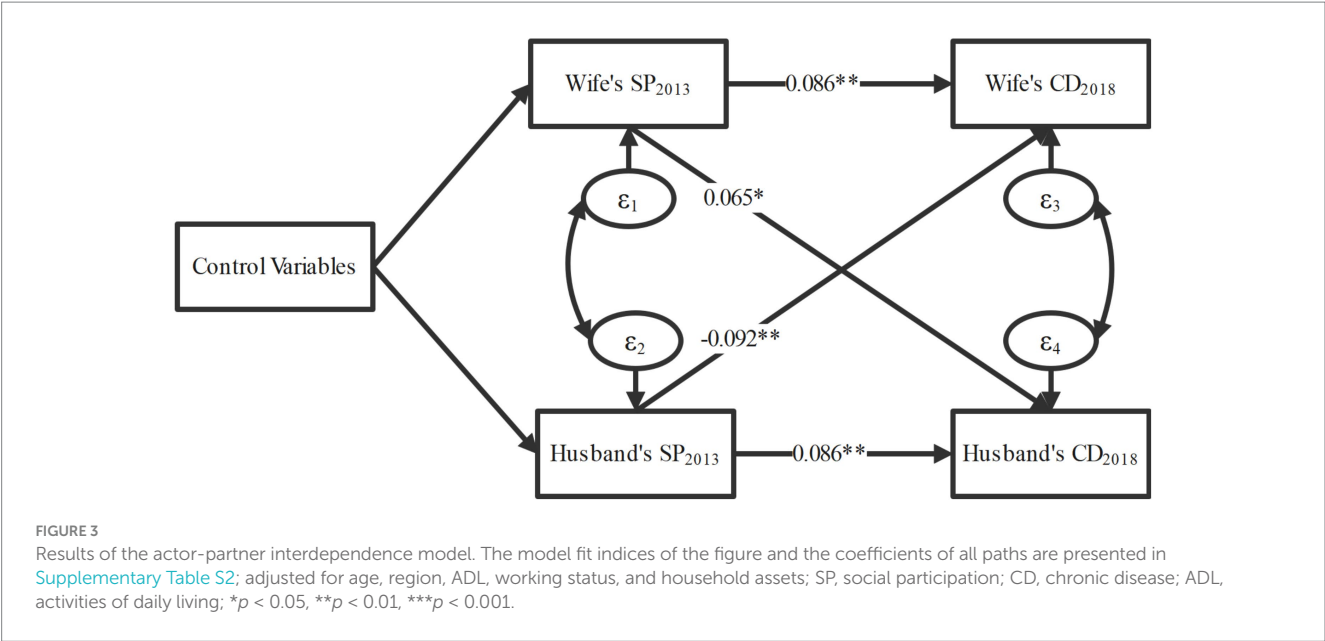 Wife's SP2013
0.086**
Wife's CD2018
ε1
0.065*
ε3
Control Variables
ε2
-0.092**
ε4
Husband's SP2013
0.086**
Husband's CD2018
FIGURE 3
Results of the actor-partner interdependence model. The model fit indices of the figure and the coefficients of all paths are presented in
Supplementary Table S2; adjusted for age, region, ADL, working status, and household assets; SP, social participation; CD, chronic disease; ADL,
activities of daily living; *p < 0.05, **p < 0.01, ***p < 0.001.